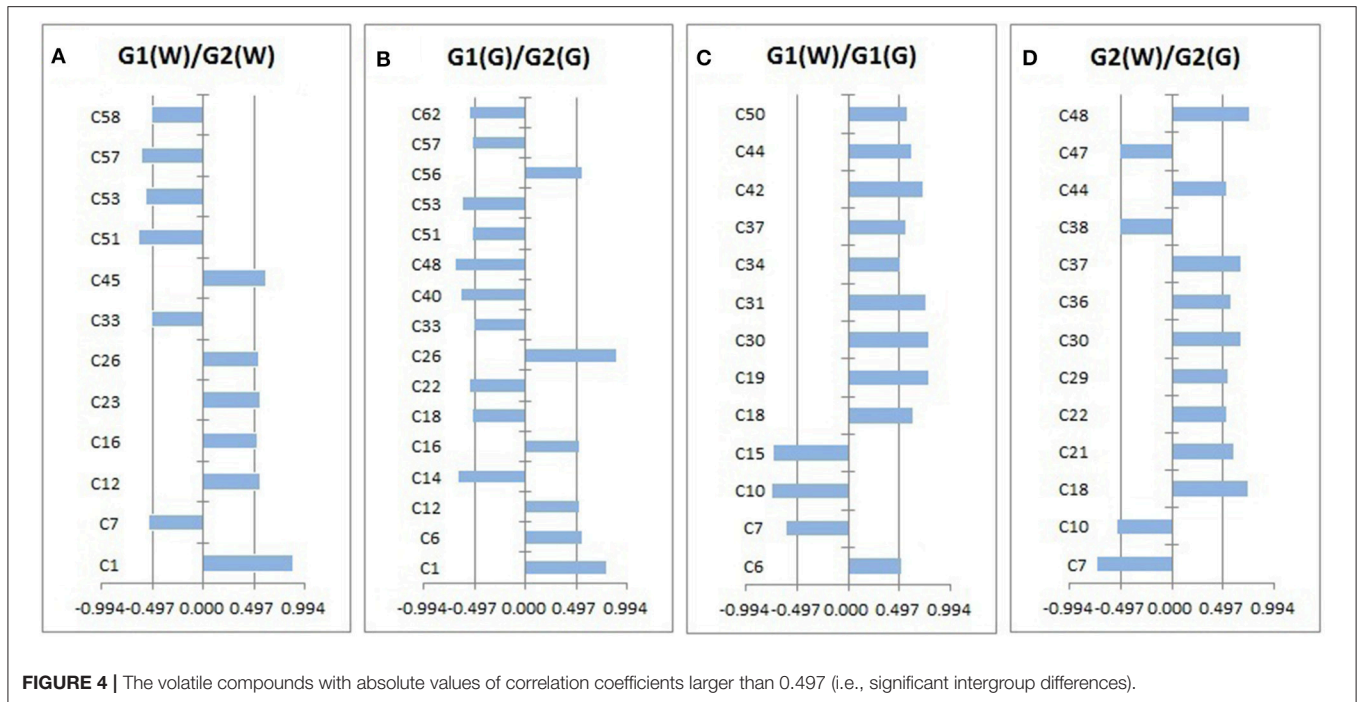 A
G1(W)/G2(W)
C58
C57
C53
C51
C45
C33
C26
C23
C16
C12
C7
C1
-0.994 -0.497 0.000 0.497 0.994
B
G1(G)/G2(G)
C62
C57
C56
C53
C51
C48
C40
C33
C26
C22
C18
C16
C14
C12
C6
C1
-0.994 -0.497 0.000 0.497 0.994
C
G1(W)/G1(G)
C50
C44
C42
C37
C34
C31
C30
C19
C18
C15
C10
C7
C6
-0.994 -0.497 0.000 0.497 0.994
D
G2(W)/G2(G)
C48
C47
C44
C38
C37
C36
C30
C29
C22
C21
C18
C10
C7
-0.994 -0.497 0.000 0.497 0.994
FIGURE 4 | The volatile compounds with absolute values of correlation coefficients larger than 0.497 (i.e., significant intergroup differences).